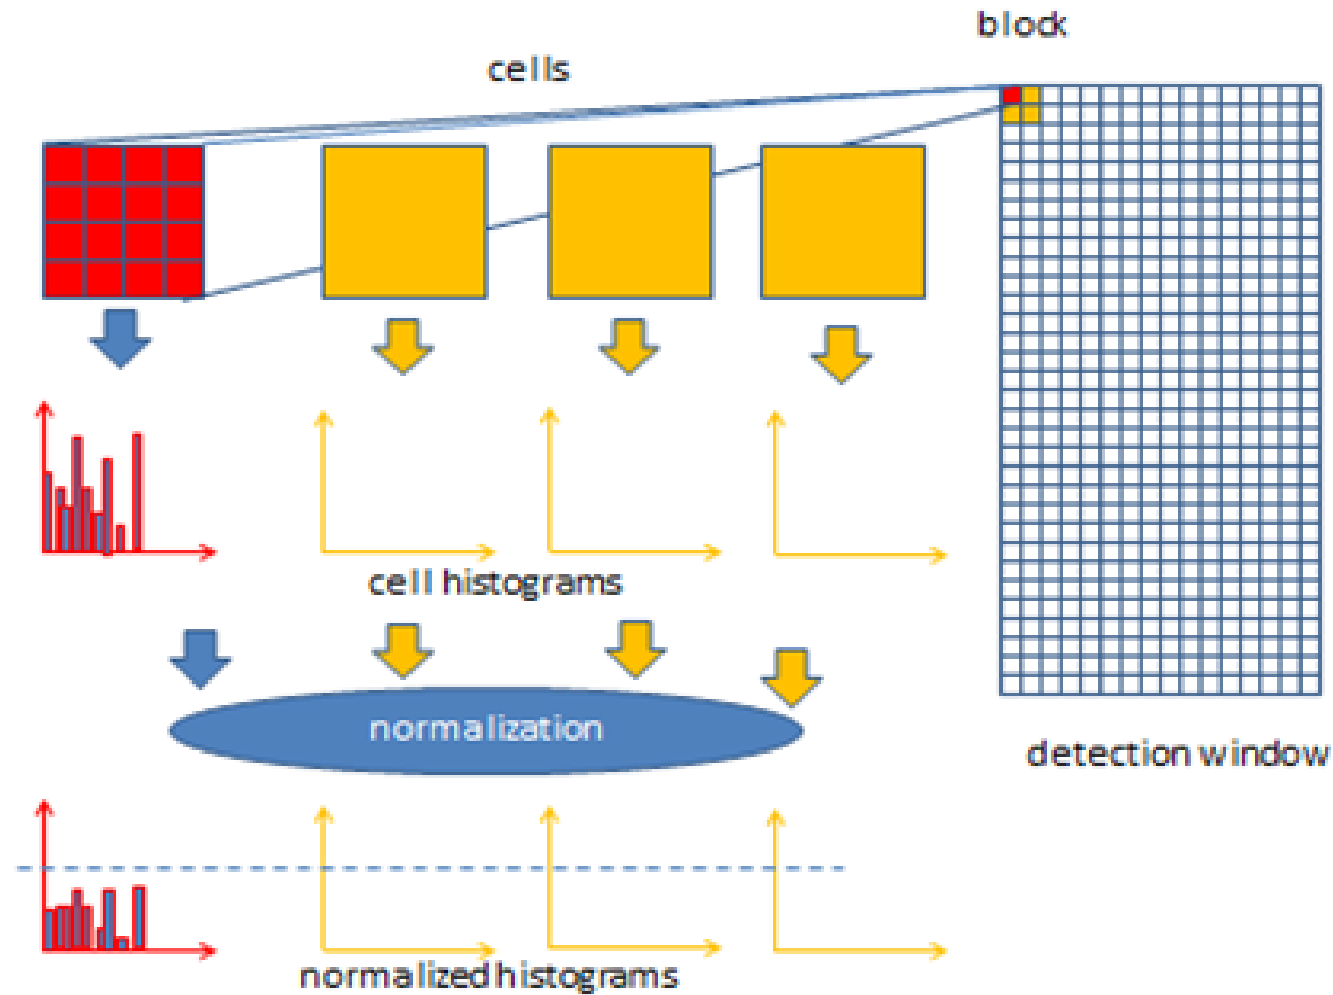 block
cells
cell histograms
normalization
detection window
normalized histograms